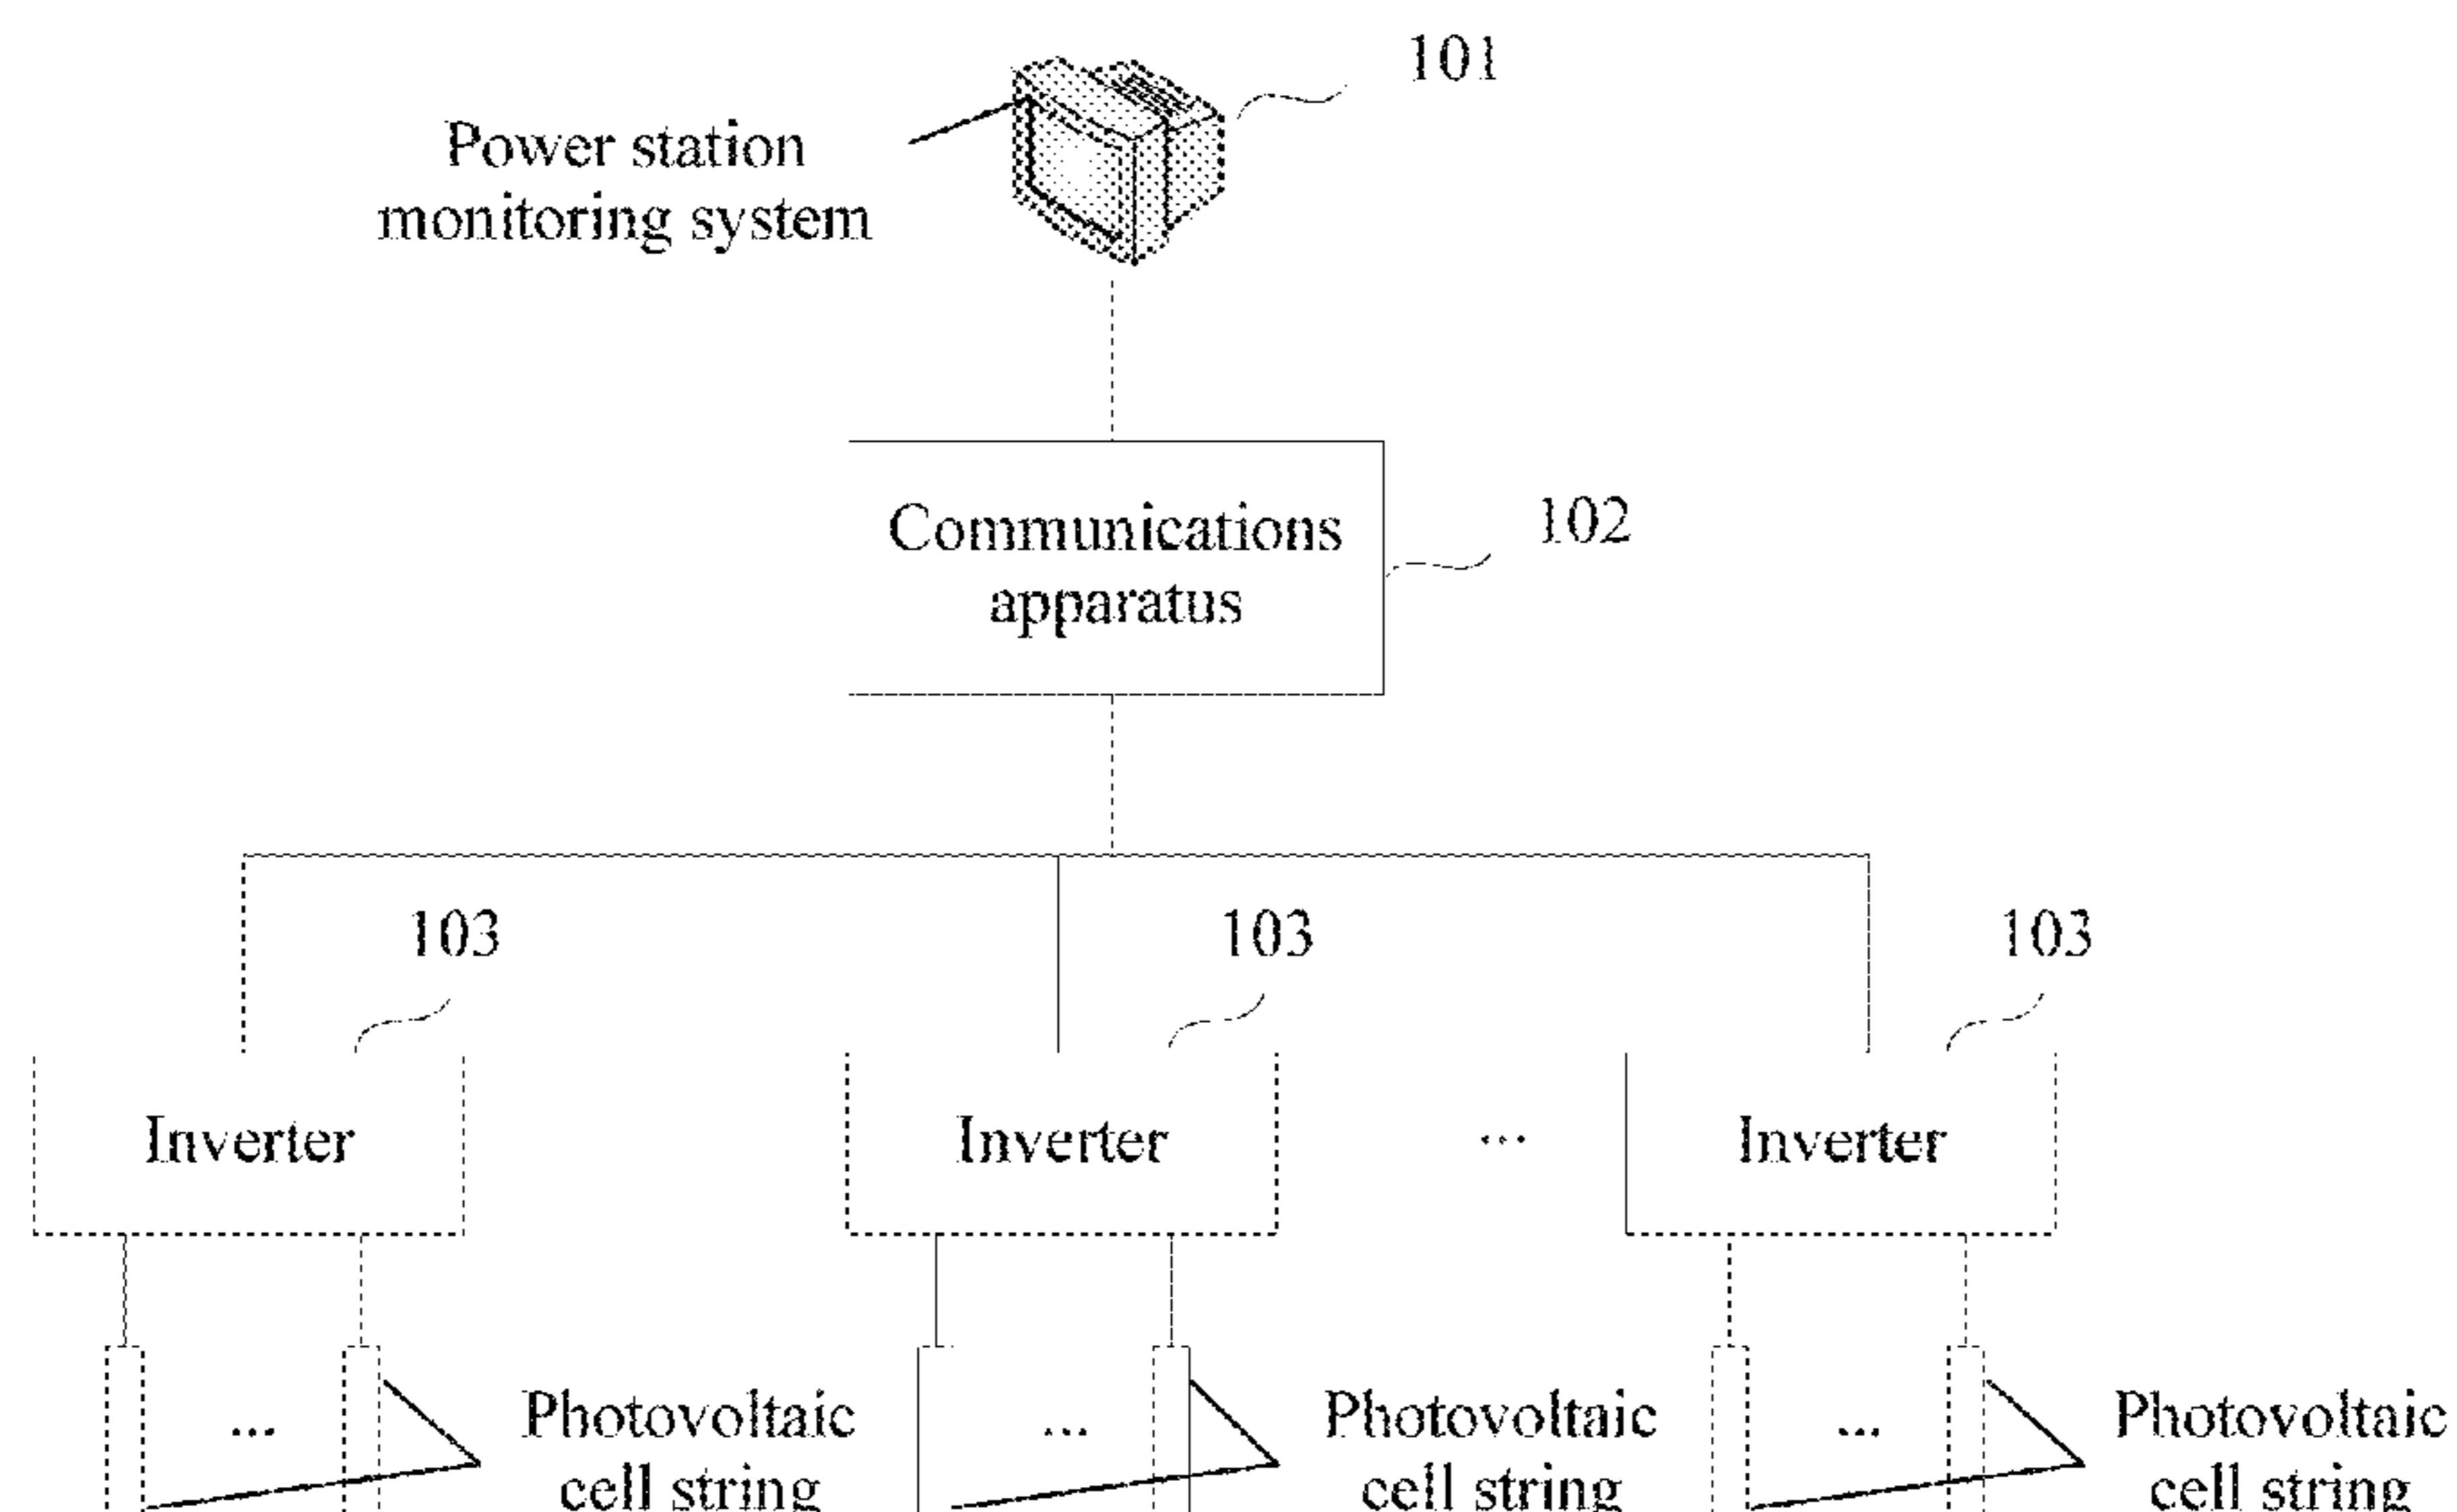 101
Power station
monitoring system
Communications
apparatus
102
103 103 103
Inverter Inverter ... Inverter
... Photovoltaic ... Photovoltaic ... Photovoltaic
cell string cell string cell string